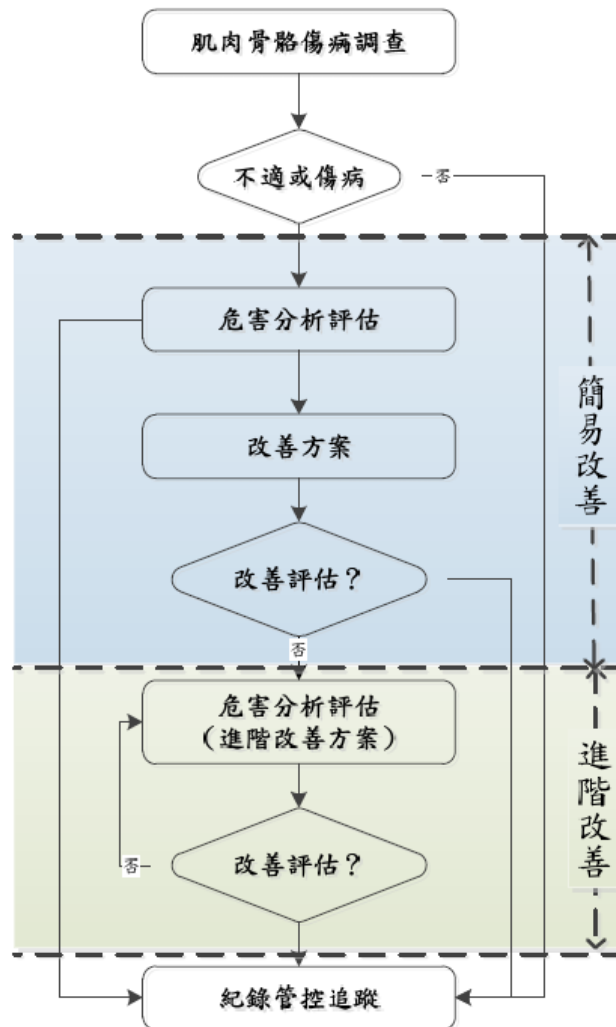 肌肉骨骼傷病調查
不適或傷病
否
危害分析評估
改善方案
改善評估？
簡易改善
否
危害分析評估
（進階改善方案）
改善評估？
否
進階改善
紀錄管控追蹤